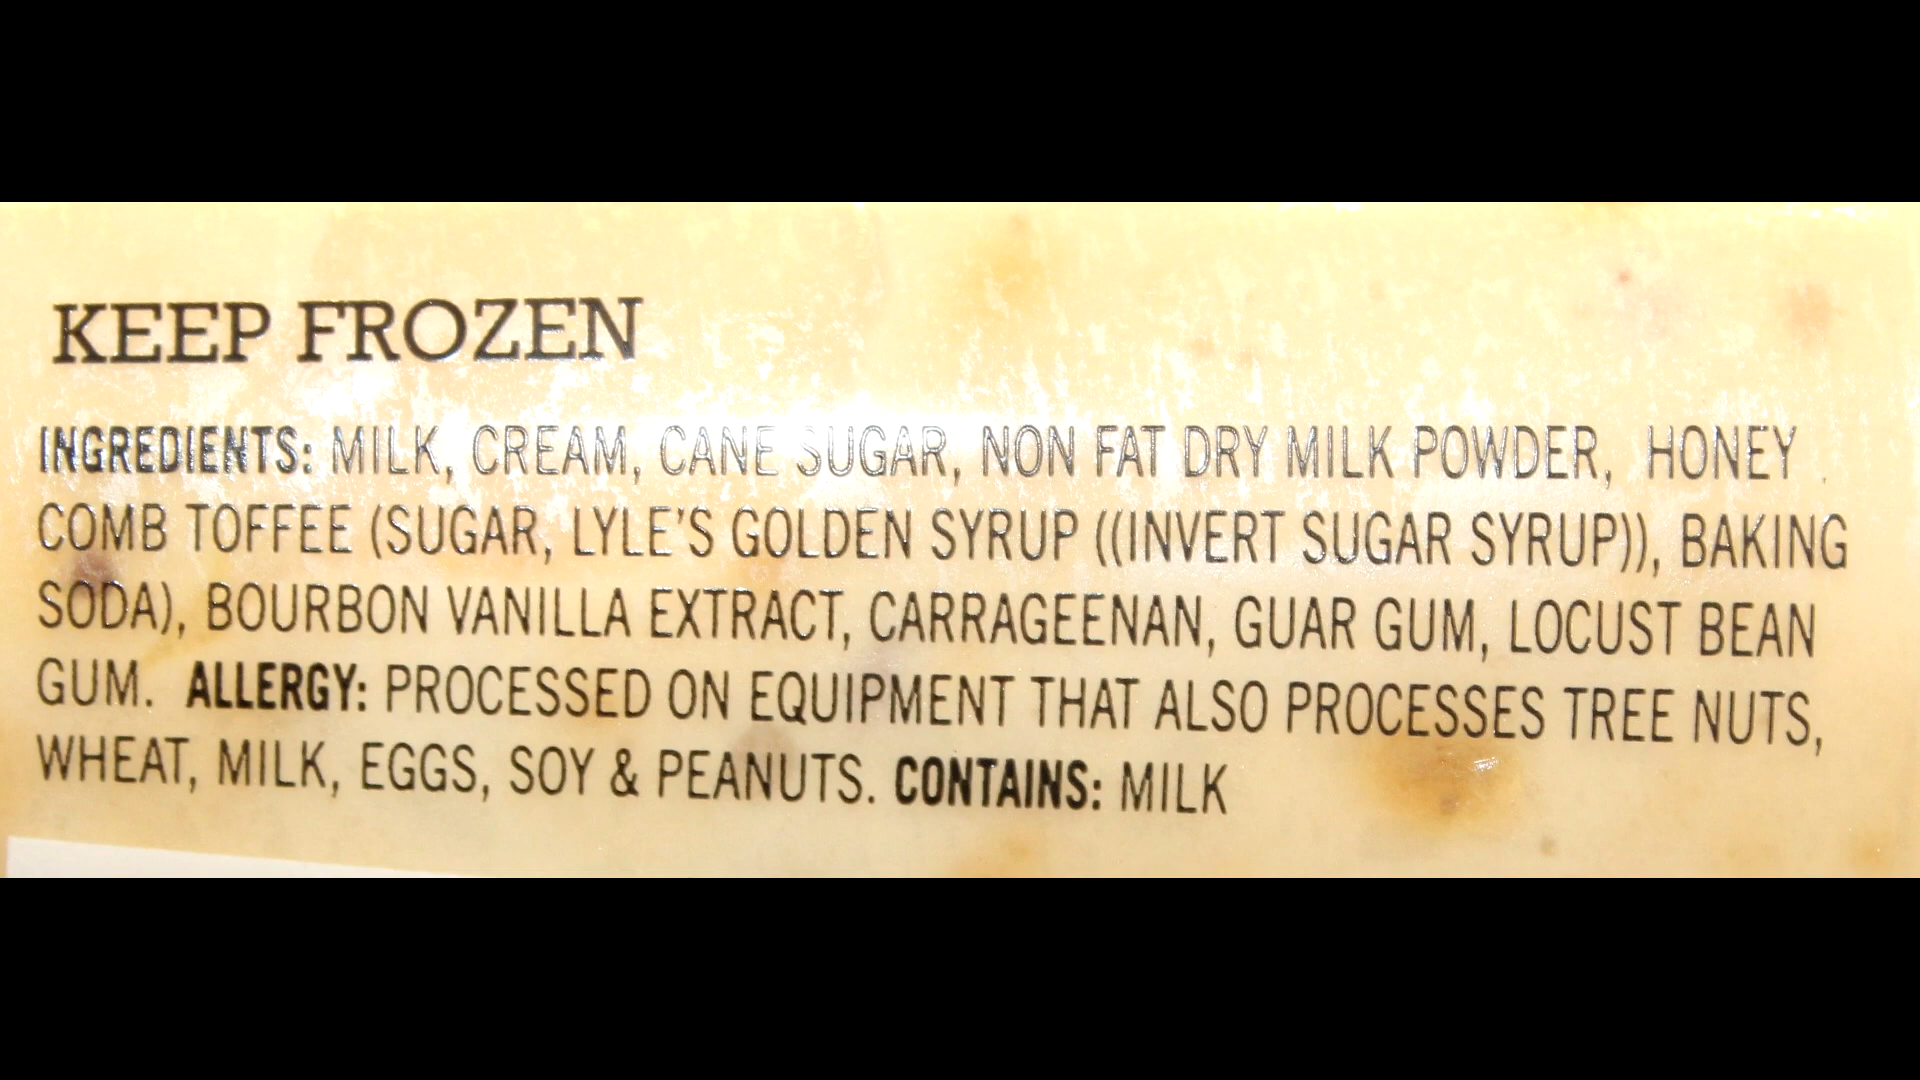 KEEP FROZEN
INGREDIENTS: MILK, CREAM, CANE SUGAR, NON FAT DRY MILK POWDER, HONEY
COMB TOFFEE (SUGAR, LYLE'S GOLDEN SYRUP ((INVERT SUGAR SYRUP)), BAKING
SODA), BOURBON VANILLA EXTRACT, CARRAGEENAN, GUAR GUM, LOCUST BEAN
GUM. ALLERGY: PROCESSED ON EQUIPMENT THAT ALSO PROCESSES TREE NUTS,
WHEAT, MILK, EGGS, SOY & PEANUTS. CONTAINS: MILK